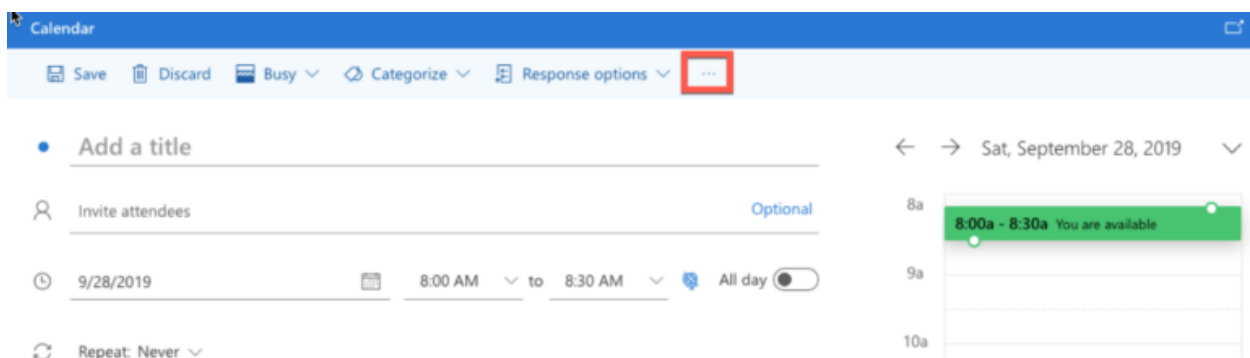 Calendar
Save Discard Busy Categorize Response options ...
Add a title
Sat, September 28, 2019
Invite attendees Optional
8a
8:00a - 8:30a You are available
9/28/2019 8:00 AM to 8:30 AM All day
9a
10a
Repeat: Never